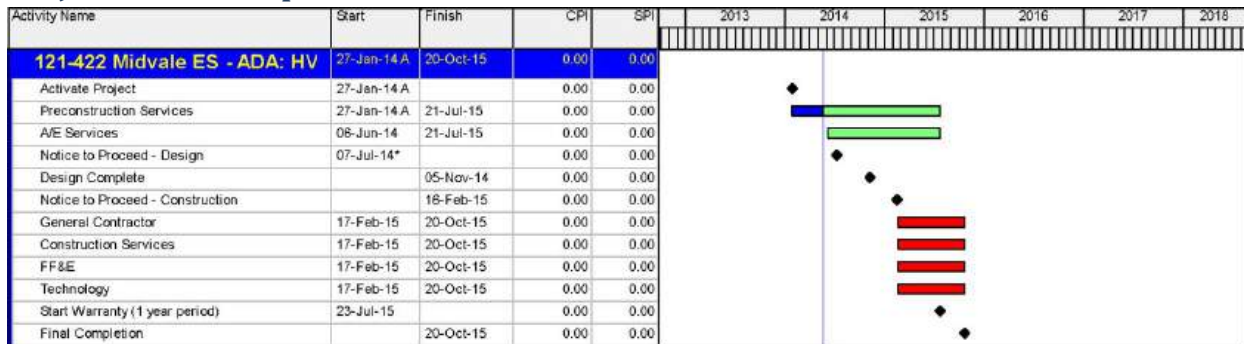 Activity Name Start Finish CPI SPI 2013 2014 2015 2016 2017 2018
121-422 Midvale ES - ADA: HV 27-Jan-14 A 20-Oct-15 0.00 0.00
Activate Project 27-Jan-14 A 0.00 0.00
Preconstruction Services 27-Jan-14 A 21-Jul-15 0.00 0.00
A/E Services 06-Jun-14 21-Jul-15 0.00 0.00
Notice to Proceed - Design 07-Jul-14* 0.00 0.00
Design Complete 05-Nov-14 0.00 0.00
Notice to Proceed - Construction 16-Feb-15 0.00 0.00
General Contractor 17-Feb-15 20-Oct-15 0.00 0.00
Construction Services 17-Feb-15 20-Oct-15 0.00 0.00
FF&E 17-Feb-15 20-Oct-15 0.00 0.00
Technology 17-Feb-15 20-Oct-15 0.00 0.00
Start Warranty (1 year period) 23-Jul-15 0.00 0.00
Final Completion 20-Oct-15 0.00 0.00